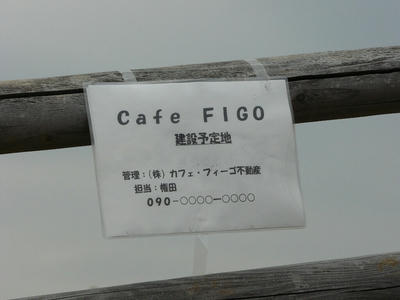 Cafe FIGO
建設予定地
管理：（株）カフェ・フィーゴ不動産
担当：梅田
090-○○○○ー○○○○